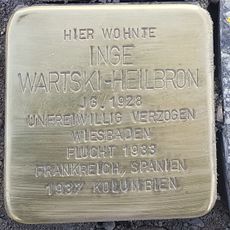 HIER WOHNTE
INGE
WARTSKI-HEILBRON
JG. 1928
UNFREIWILLIG VERZOGEN
WIESBADEN
FLUCHT 1933
FRANKREICH, SPANIEN
1937 KOLUMBIEN